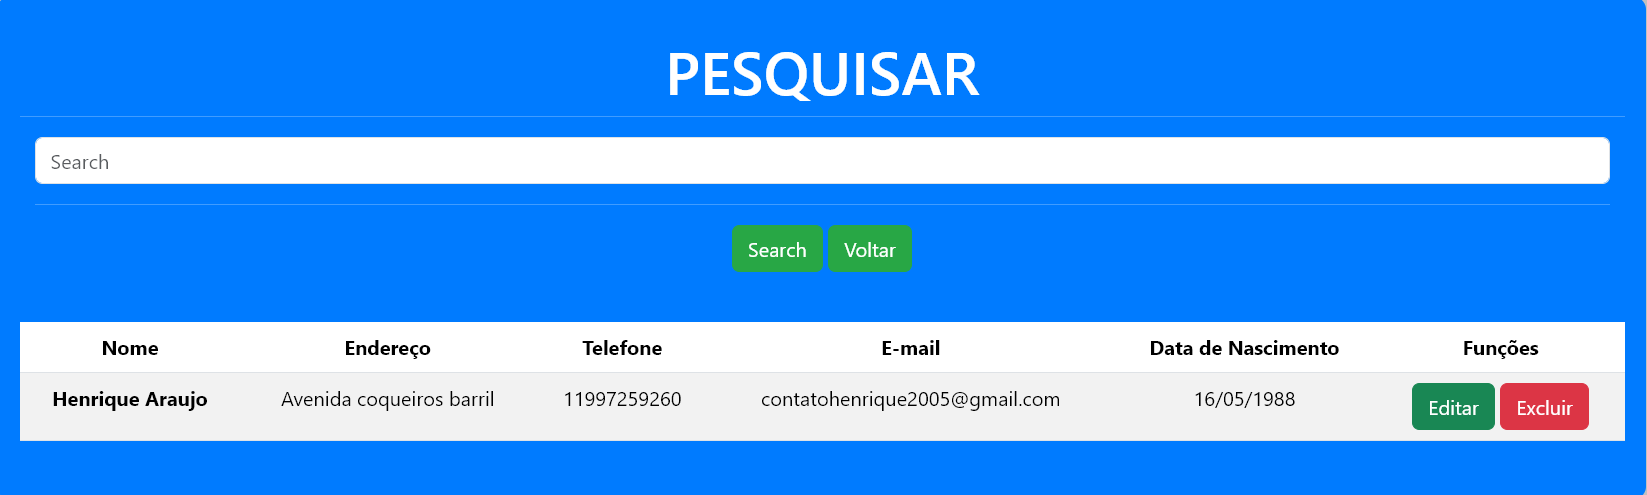 PESQUISAR
Search
Search Voltar
Nome Endereço Telefone E-mail Data de Nascimento Funções
Henrique Araujo Avenida coqueiros barril 11997259260 contatohenrique2005@gmail.com 16/05/1988 Editar Excluir